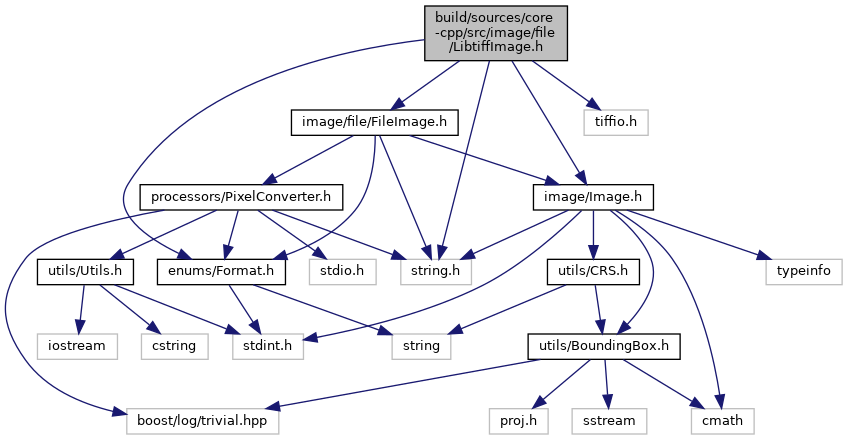 build/sources/core
-cpp/src/image/file
/LibtiffImage.h
image/file/FileImage.h
tiffio.h
processors/PixelConverter.h
image/Image.h
utils/Utils.h
enums/Format.h
stdio.h
string.h
utils/CRS.h
typeinfo
iostream
cstring
stdint.h
string
utils/BoundingBox.h
boost/log/trivial.hpp
proj.h
sstream
cmath